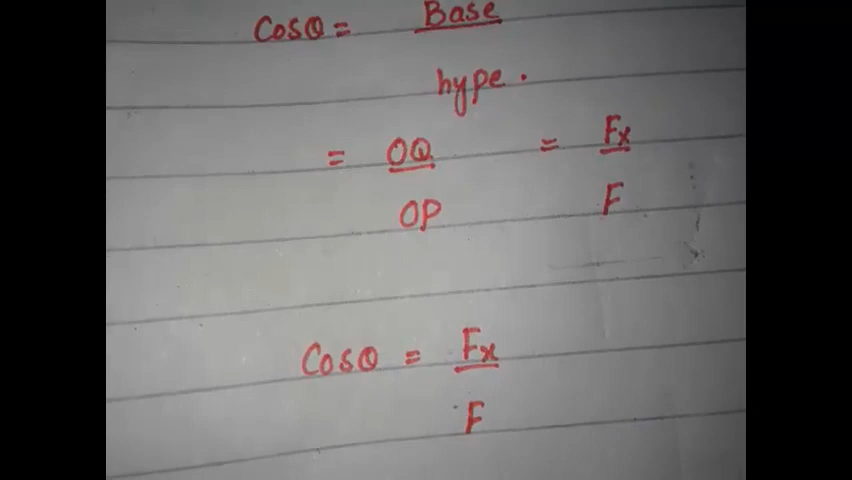 Cosθ = Base
hype.
= OQ = Fx
OP F
Cosθ = Fx
F